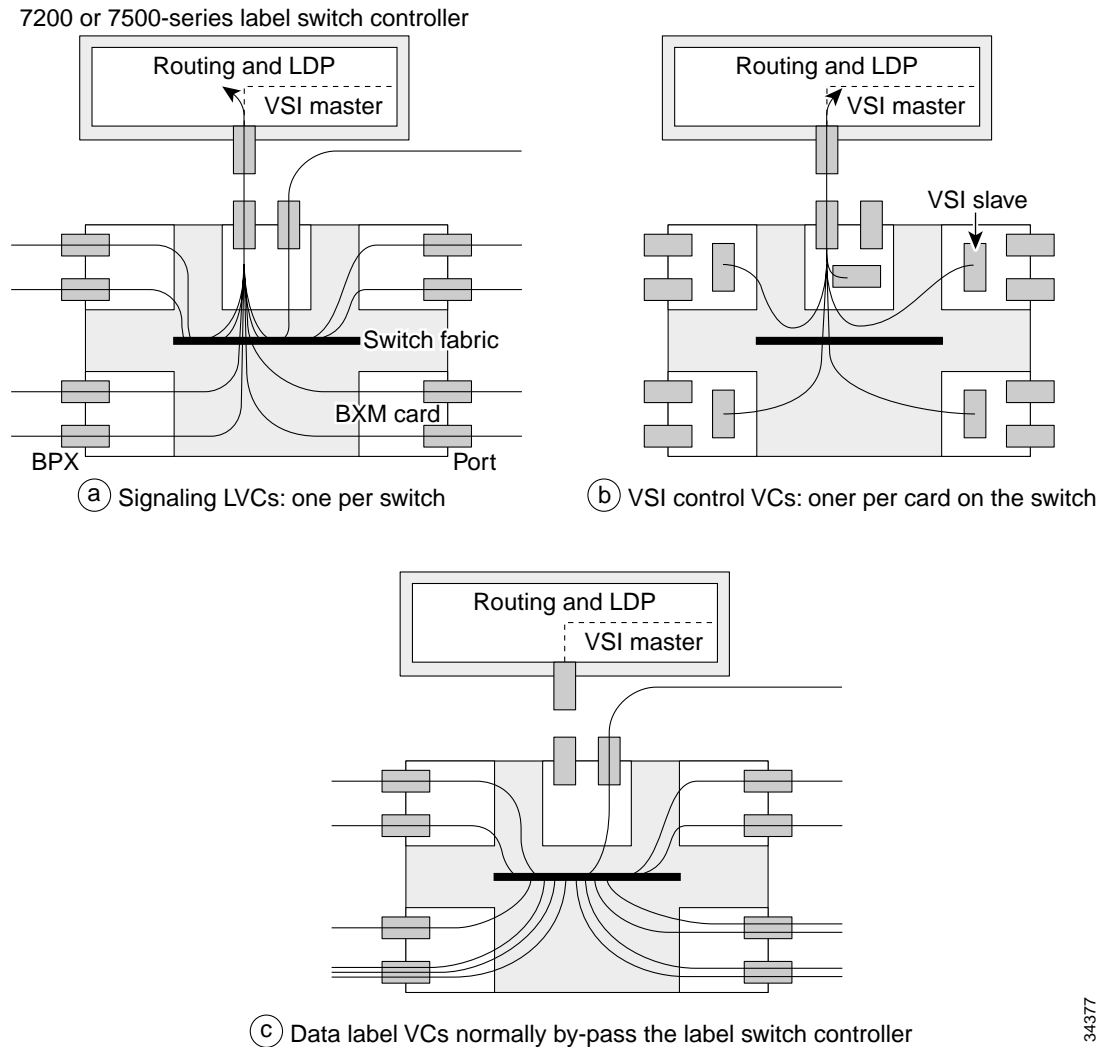 7200 or 7500-series label switch controller
Routing and LDP
VSI master
Switch fabric
BXM card
BPX
Port
a Signaling LVCs: one per switch
Routing and LDP
VSI master
VSI slave
b VSI control VCs: oner per card on the switch
Routing and LDP
VSI master
c Data label VCs normally by-pass the label switch controller
34377